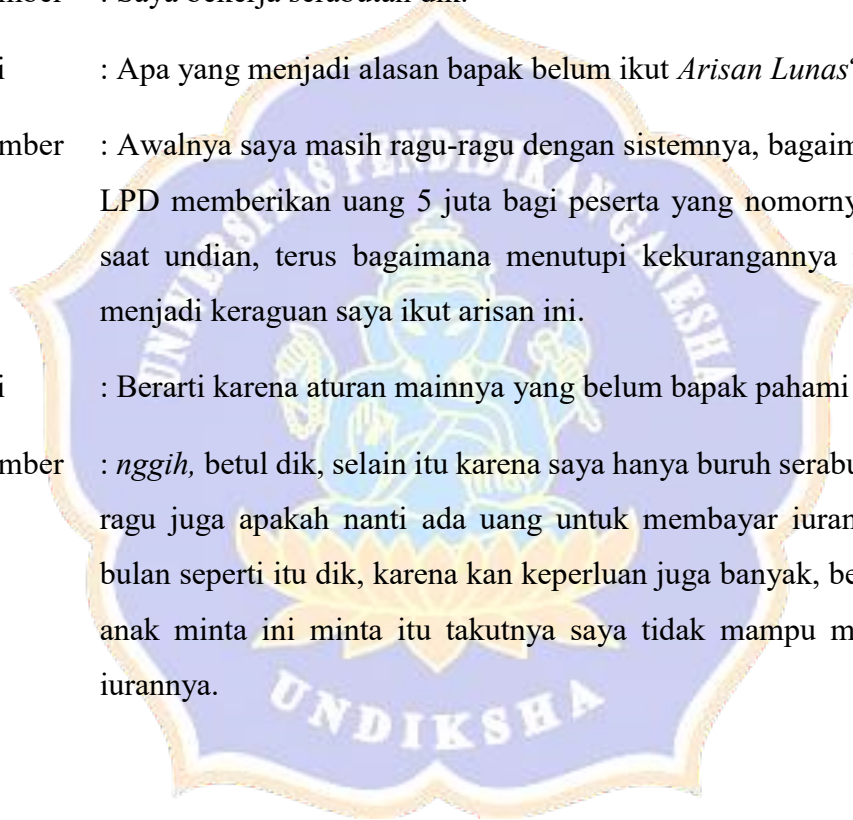 mber : Saya bekerja serabutan dik.
i : Apa yang menjadi alasan bapak belum ikut Arisan Lunas
mber : Awalnya saya masih ragu-ragu dengan sistemnya, bagaim
LPD memberikan uang 5 juta bagi peserta yang nomorny
saat undian, terus bagaimana menutupi kekurangannya
menjadi keraguan saya ikut arisan ini.
i : Berarti karena aturan mainnya yang belum bapak pahami
mber : nggih, betul dik, selain itu karena saya hanya buruh serabu
ragu juga apakah nanti ada uang untuk membayar iuran
bulan seperti itu dik, karena kan keperluan juga banyak, be
anak minta ini minta itu takutnya saya tidak mampu m
iurannya.
UNIVERSITAS PENDIDIKAN GANESHA
UNDIKSHA